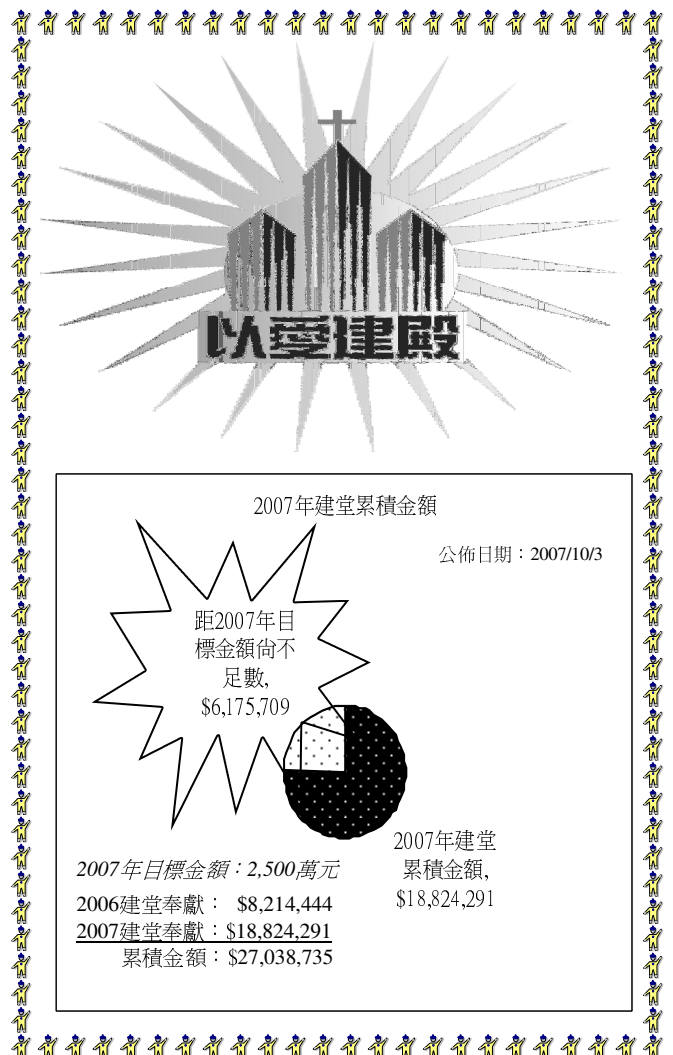 以愛建殿
2007年建堂累積金額
公佈日期：2007/10/3
距2007年目
標金額尙不
足數,
$6,175,709
2007年建堂
累積金額,
$18,824,291
2007年目標金額：2,500萬元
2006建堂奉獻： $8,214,444
2007建堂奉獻：$18,824,291
累積金額：$27,038,735